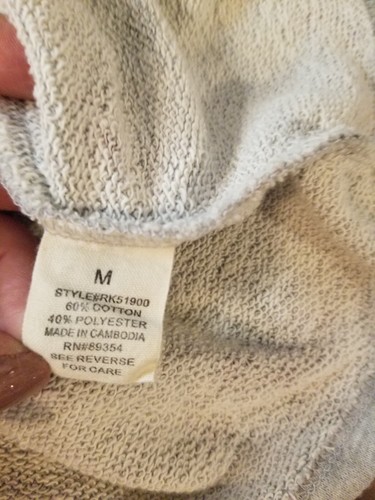 M
STYLE#RK51900
60% COTTON
40% POLYESTER
MADE IN CAMBODIA
RN#89354
SEE REVERSE
FOR CARE